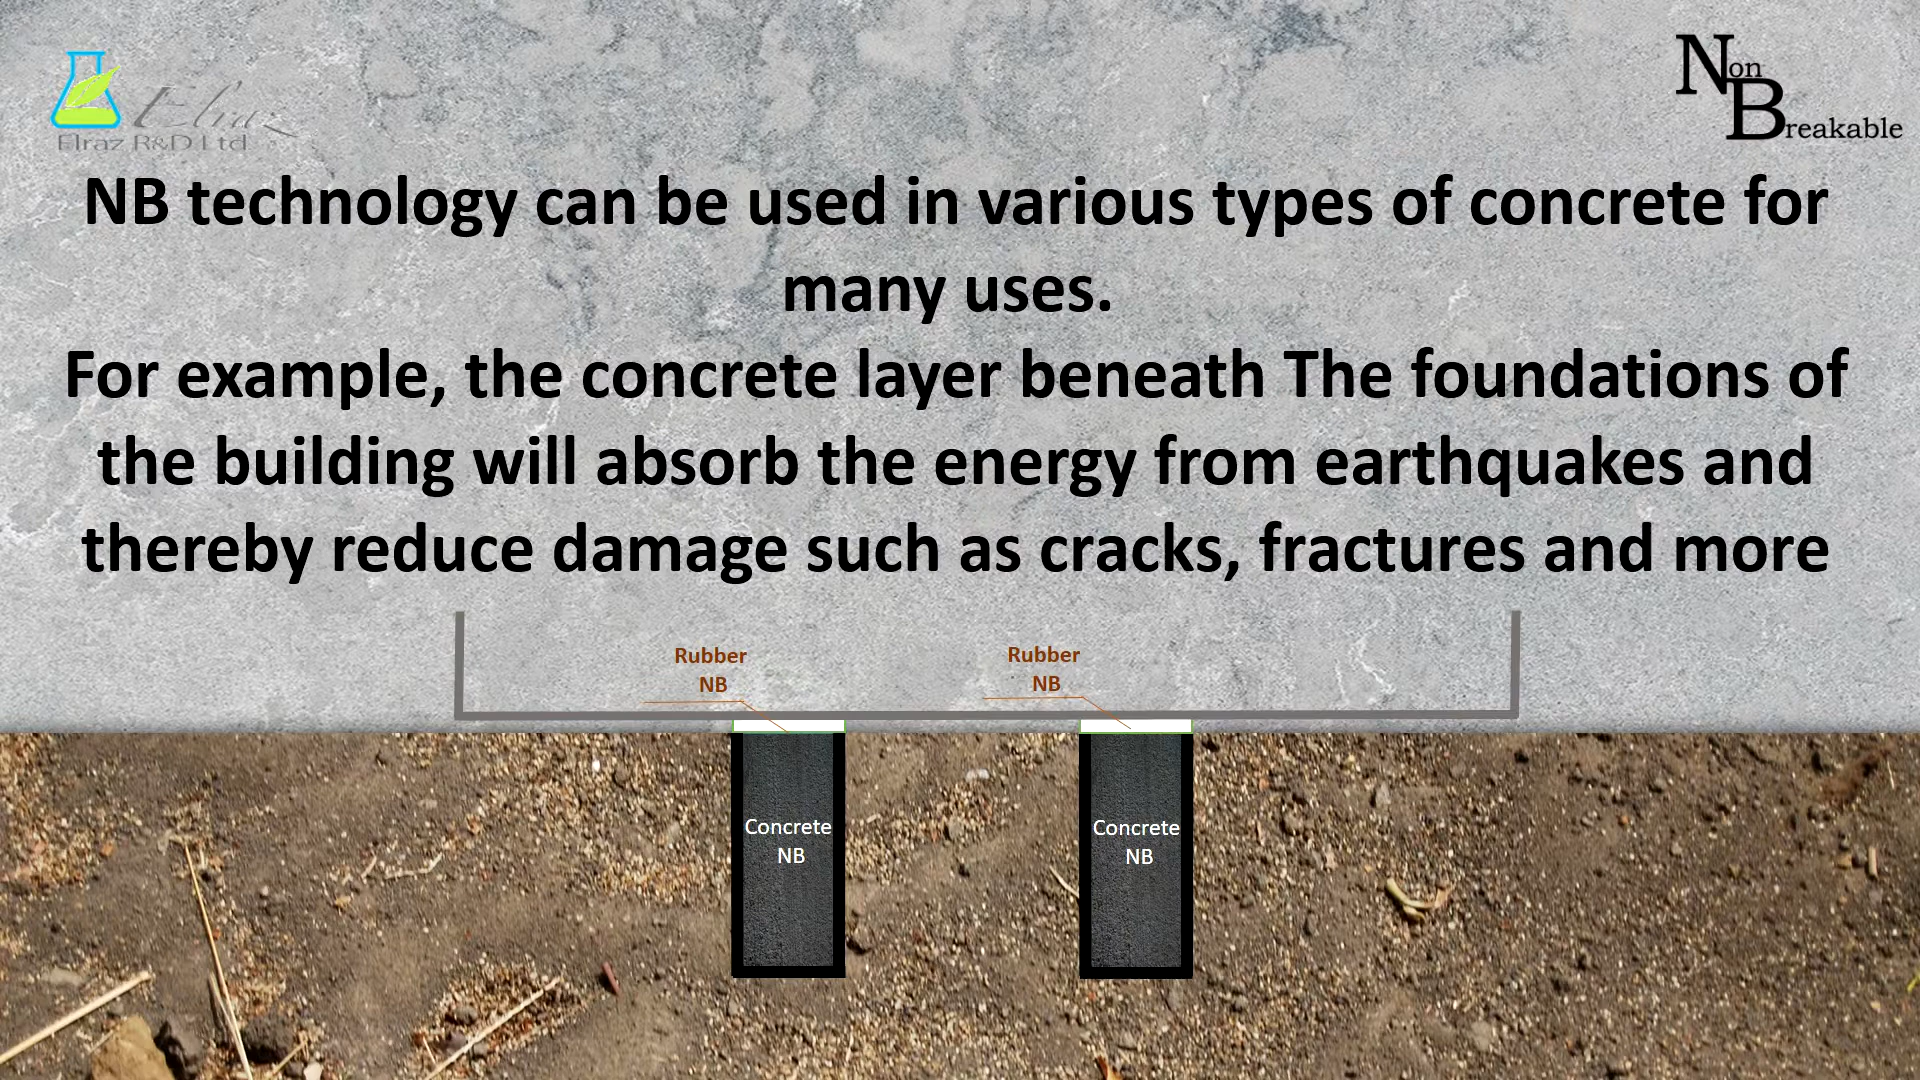 Elraz
Elraz R&D Ltd
Non
Breakable
NB technology can be used in various types of concrete for
many uses.
For example, the concrete layer beneath The foundations of
the building will absorb the energy from earthquakes and
thereby reduce damage such as cracks, fractures and more
Rubber
NB
Rubber
NB
Concrete
NB
Concrete
NB